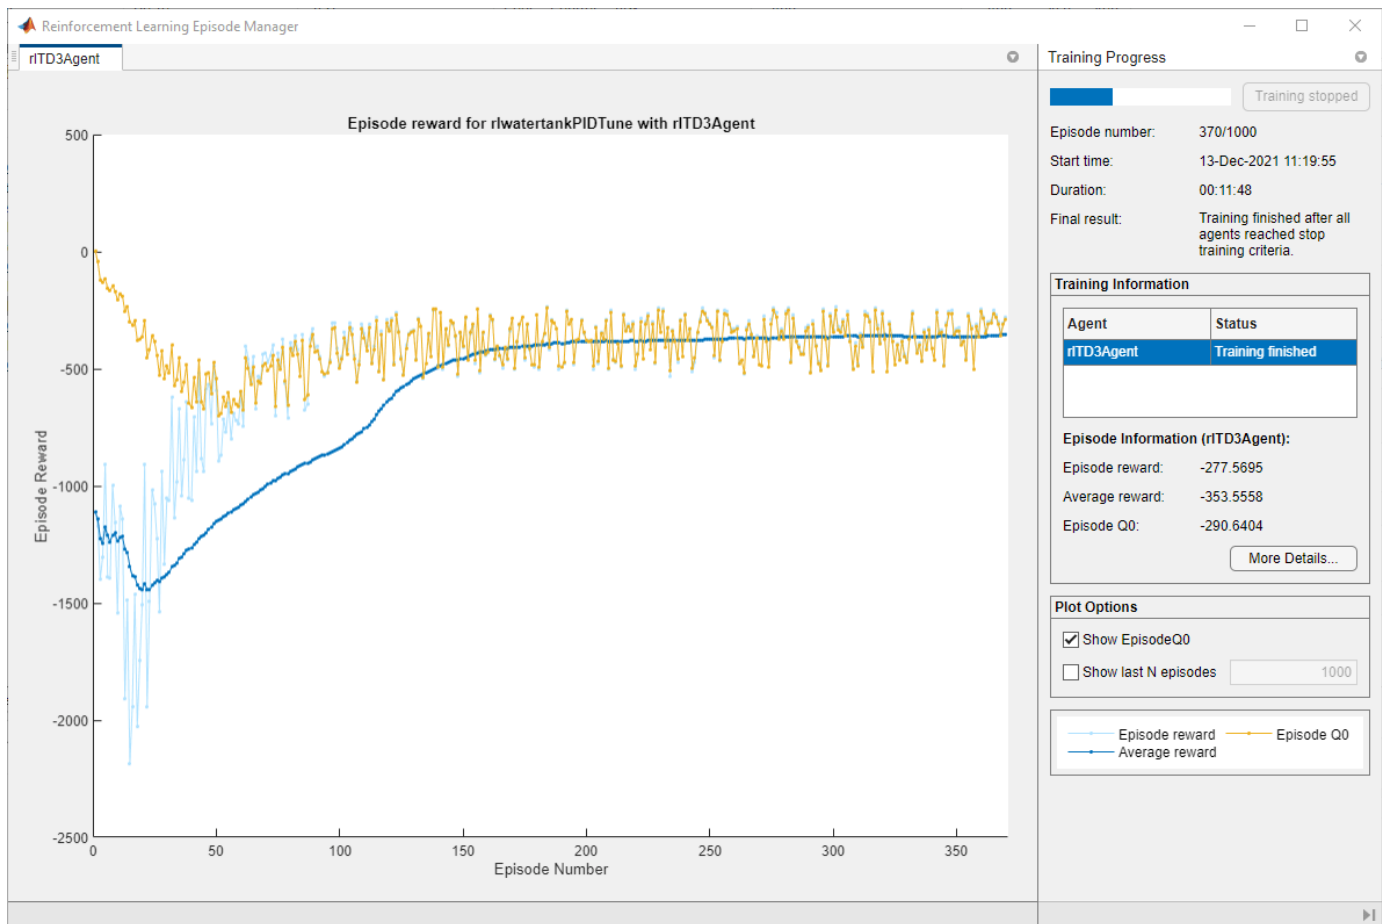 Reinforcement Learning Episode Manager
rlTD3Agent
Training Progress
Training stopped
Episode number: 370/1000
Start time: 13-Dec-2021 11:19:55
Duration: 00:11:48
Final result: Training finished after all
agents reached stop
training criteria.
Training Information
Agent Status
rlTD3Agent Training finished
Episode Information (rlTD3Agent):
Episode reward: -277.5695
Average reward: -353.5558
Episode Q0: -290.6404
More Details...
Plot Options
Show EpisodeQ0
Show last N episodes 1000
Episode reward Episode Q0
Average reward
Episode reward for rlwatertankPIDTune with rlTD3Agent
Episode Reward
500
0
-500
-1000
-1500
-2000
-2500
0 50 100 150 200 250 300 350
Episode Number